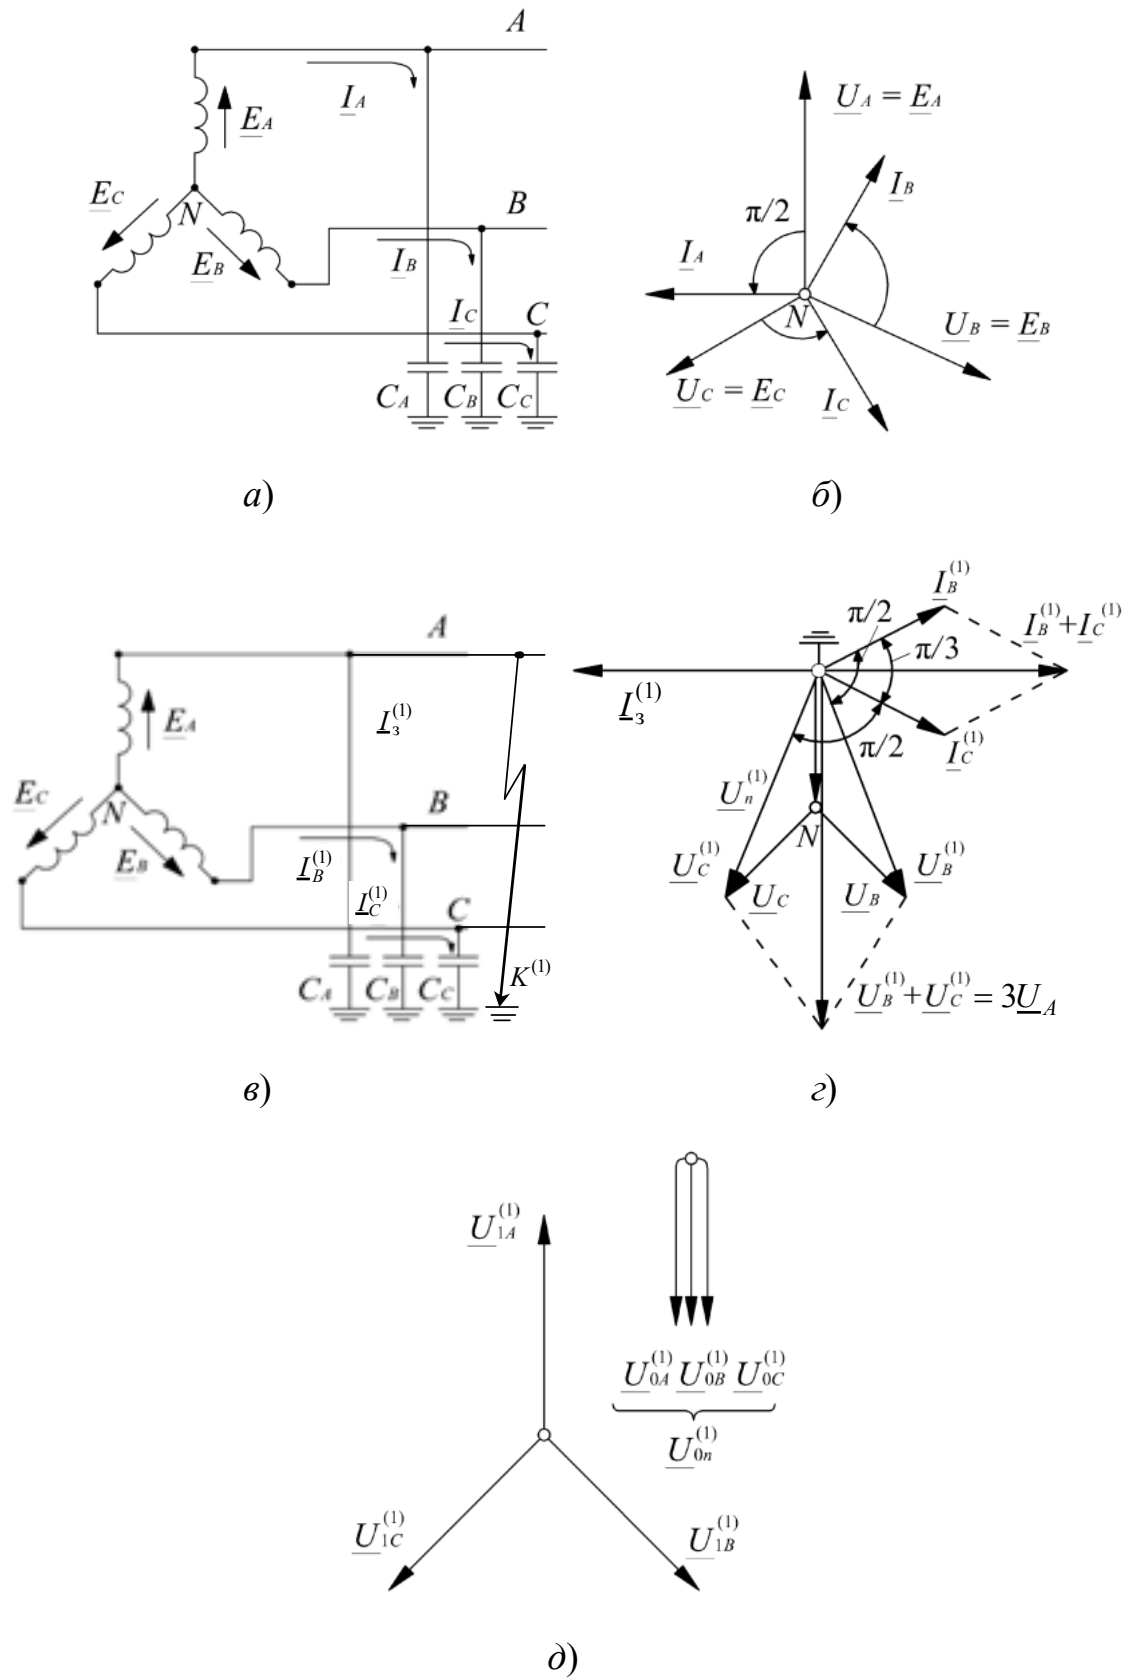 A
I_A
E_A
E_C
N
B
E_B
I_B
I_C
C
C_A C_B C_C
а)
U_A = E_A
I_B
π/2
I_A
N
U_B = E_B
U_C = E_C
I_C
б)
A
I_з^(1)
E_A
E_C
N
B
E_B
I_B^(1)
I_C^(1)
C
K^(1)
C_A C_B C_C
в)
I_B^(1)
π/2
I_B^(1)+I_C^(1)
π/3
I_з^(1)
π/2
I_C^(1)
U_n^(1)
N
U_C^(1)
U_B^(1)
U_C
U_B
U_B^(1)+U_C^(1) = 3U_A
г)
U_1A^(1)
U_0A^(1) U_0B^(1) U_0C^(1)
U_0n^(1)
U_1C^(1)
U_1B^(1)
д)